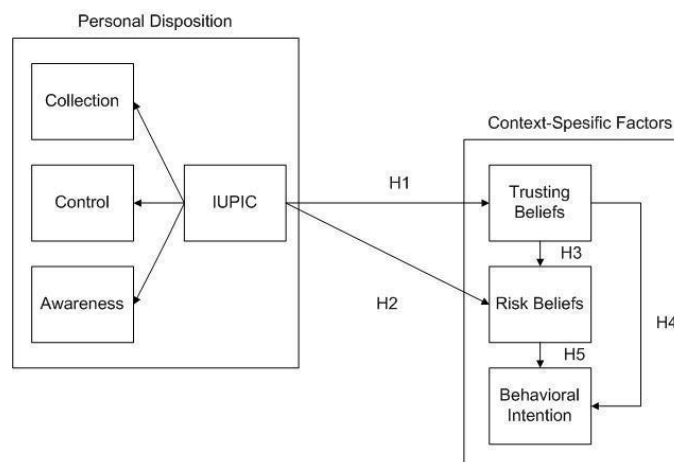 Personal Disposition
Collection
Control
IUPIC
Awareness
H1
H2
Context-Spesific Factors
Trusting
Beliefs
H3
Risk Beliefs
H4
H5
Behavioral
Intention